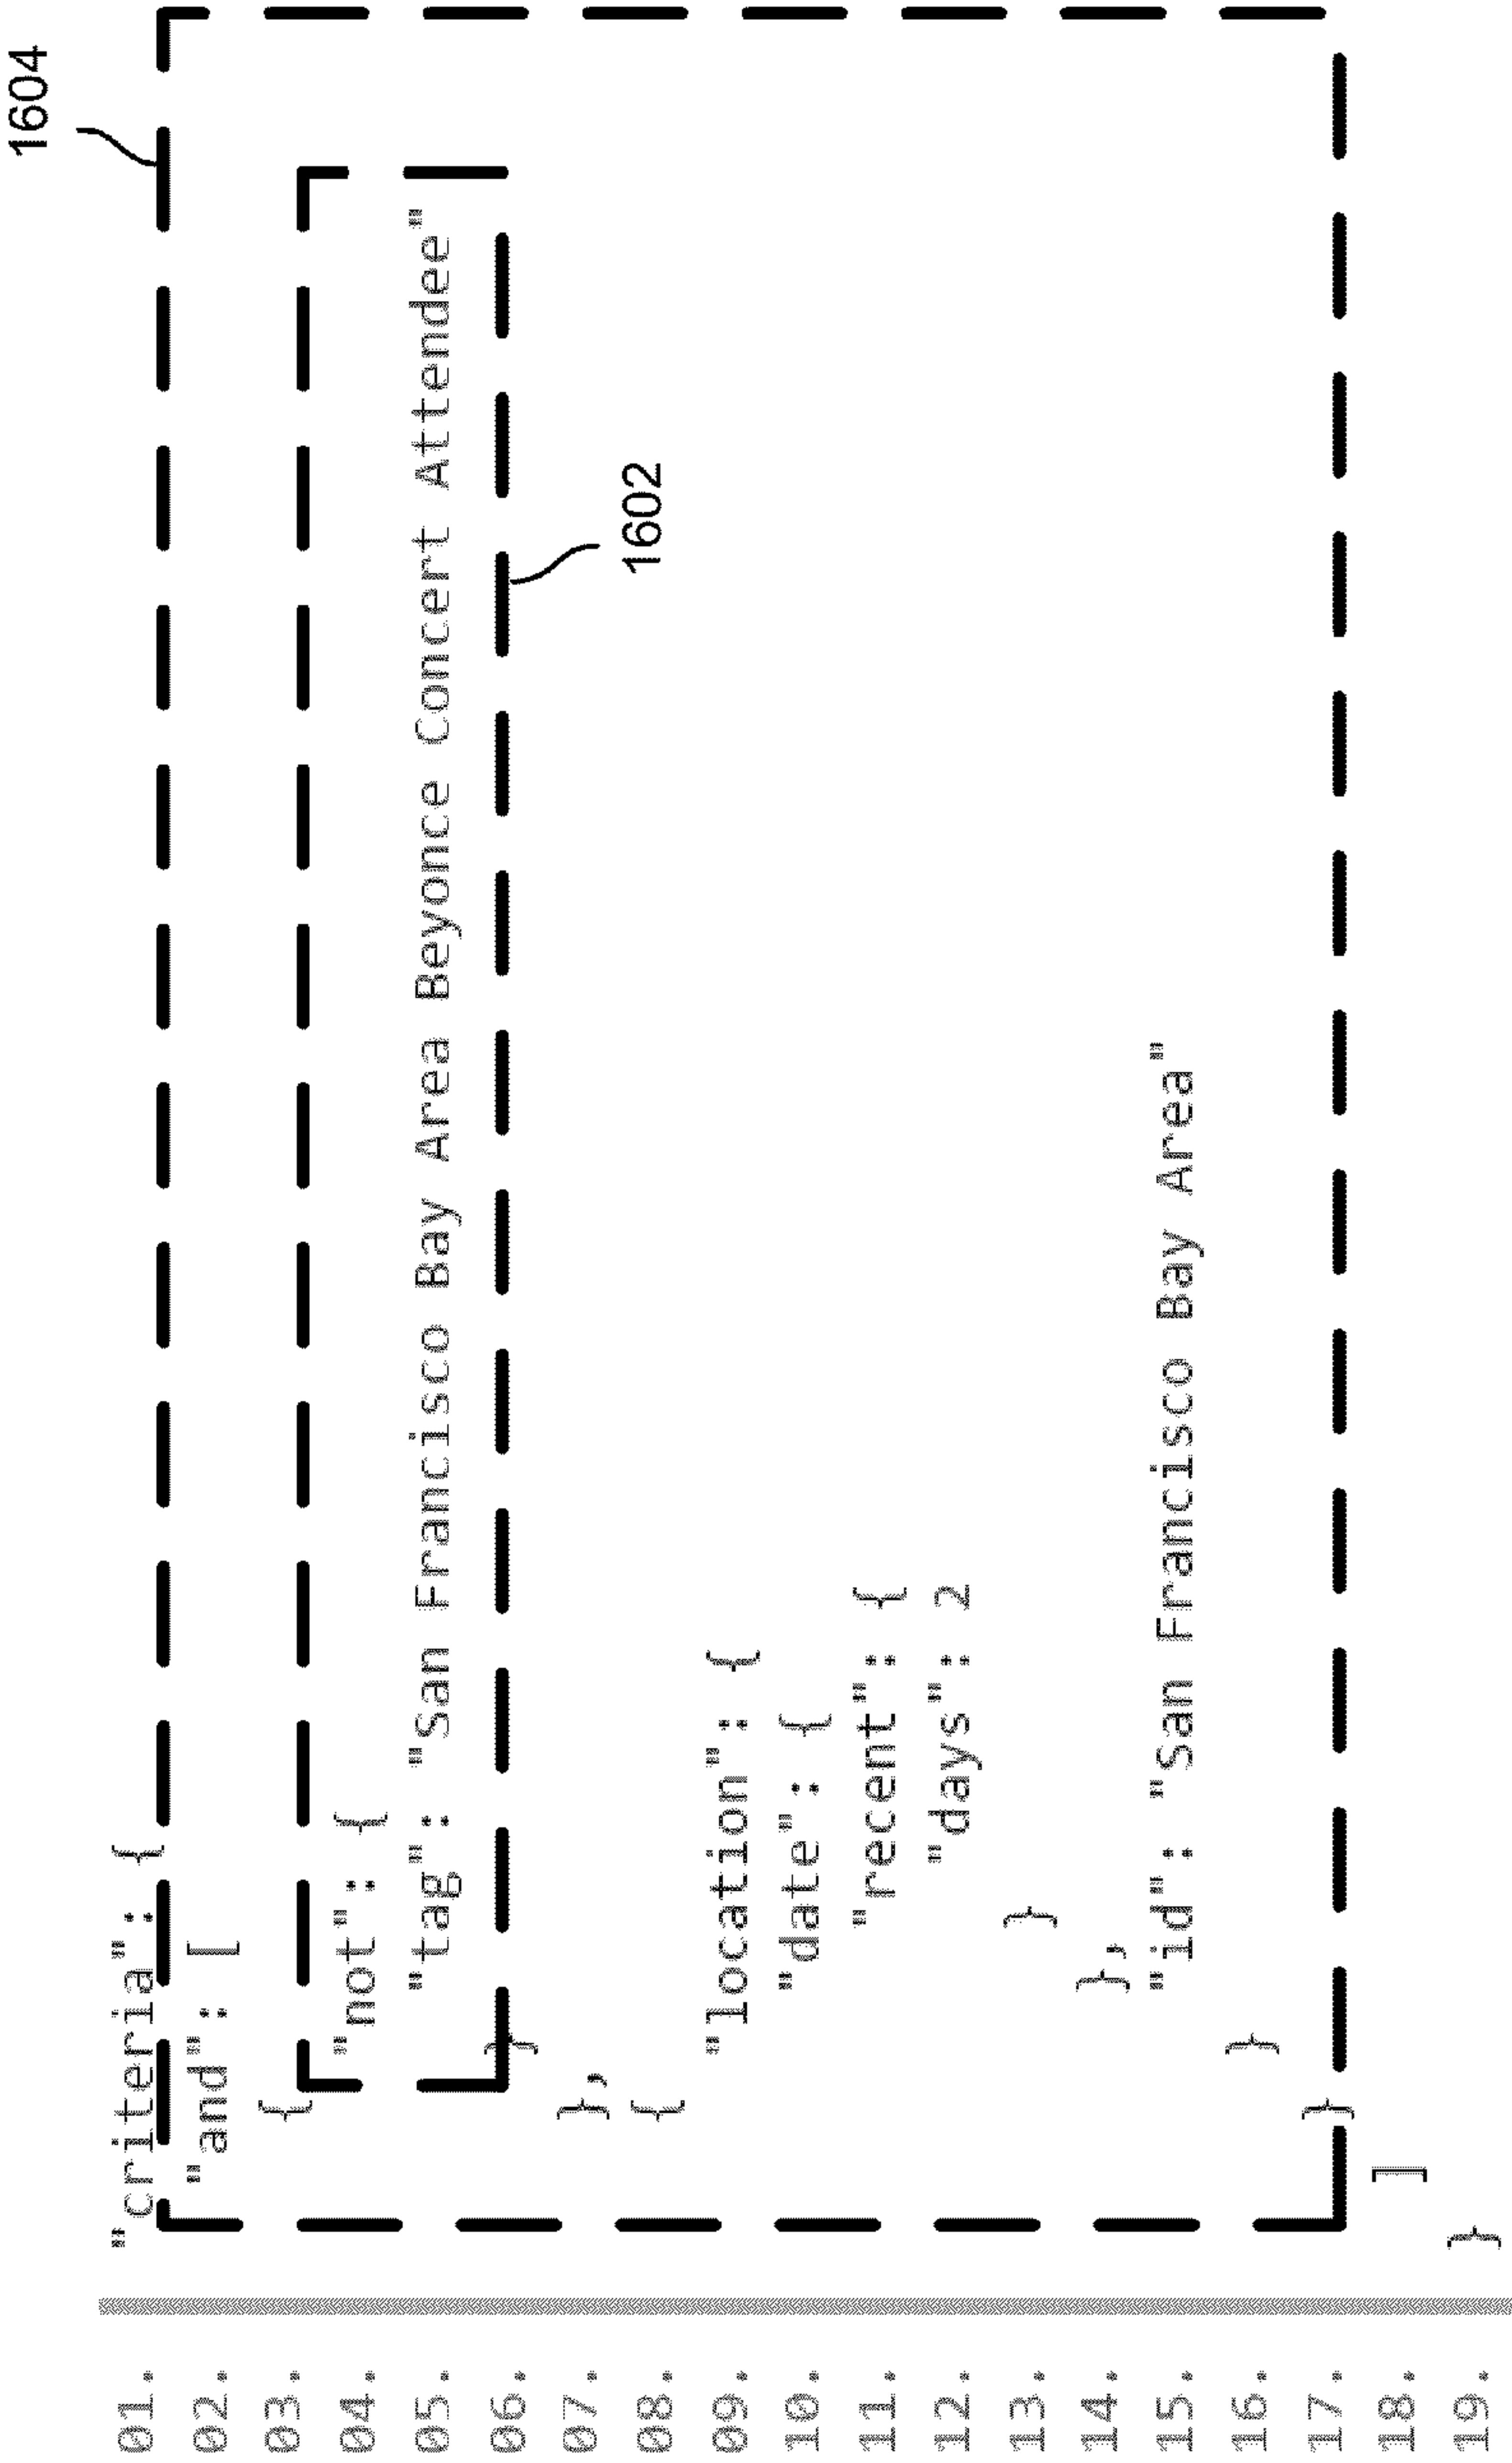 1604
01. "criteria": {
02. "and": [
03. {
04. "not": {
05. "tag": "San Francisco Bay Area Beyonce Concert Attendee"
06. }
07. },
1602
08. {
09. "location": {
10. "date": {
11. "recent": {
12. "days": 2
13. }
14. },
15. "id": "San Francisco Bay Area"
16. }
17. }
18. ]
19. }